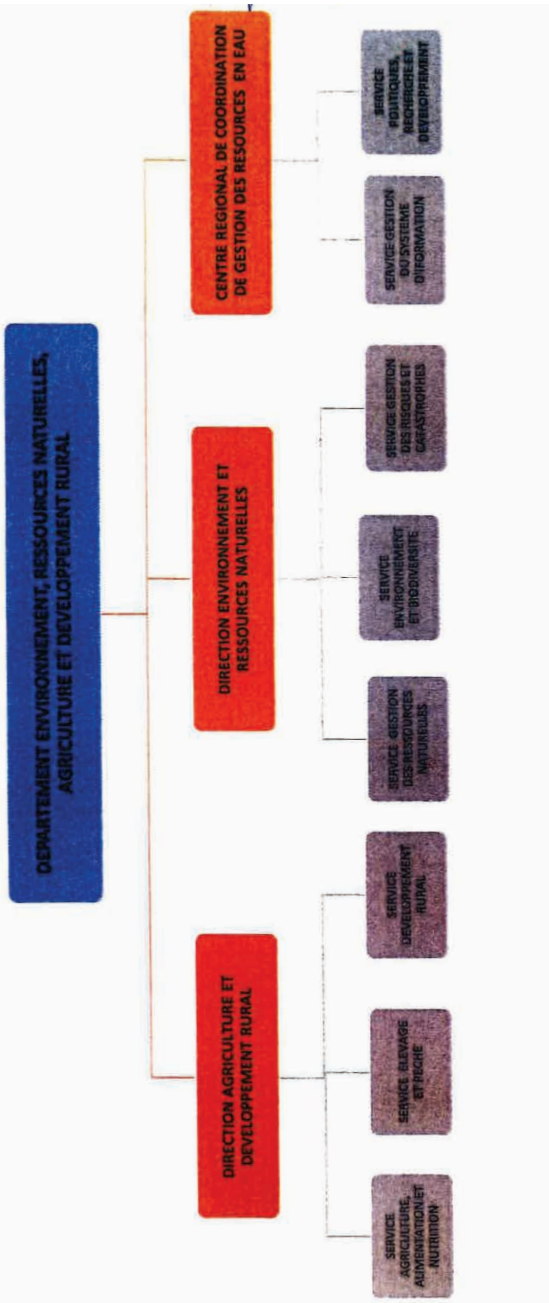 DEPARTEMENT ENVIRONNEMENT, RESSOURCES NATURELLES,
AGRICULTURE ET DEVELOPPEMENT RURAL
DIRECTION AGRICULTURE ET
DEVELOPPEMENT RURAL
DIRECTION ENVIRONNEMENT ET
RESSOURCES NATURELLES
CENTRE REGIONAL DE COORDINATION
DE GESTION DES RESOURCES EN EAU
SERVICE
AGRICULTURE,
ALIMENTATION ET
NUTRITION
SERVICE ELEVAGE
ET PECHE
SERVICE
DEVELOPPEMENT
RURAL
SERVICE GESTION
DES RESSOURCES
NATURELLES
SERVICE
ENVIRONNEMENT
ET BIODIVERSITE
SERVICE GESTION
DES RISQUES ET
CATASTROPHES
SERVICE GESTION
DU SYSTEME
D'IFORMATION
SERVICE
POLITIQUES,
RECHERCHE ET
DEVELOPPEMENT